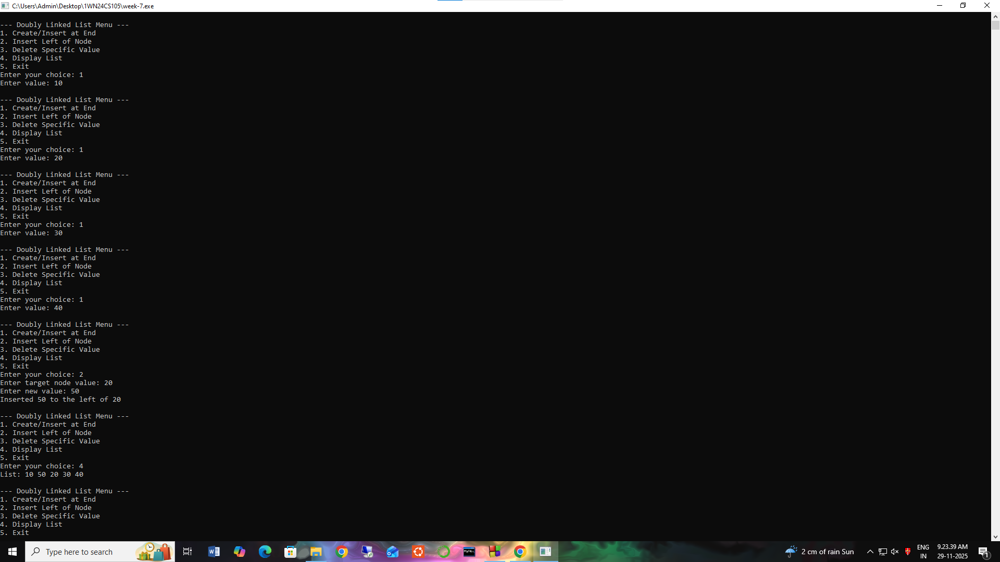 C:\Users\Admin\Desktop\1WN24CS105\week-7.exe
--- Doubly Linked List Menu ---
1. Create/Insert at End
2. Insert Left of Node
3. Delete Specific Value
4. Display List
5. Exit
Enter your choice: 1
Enter value: 10
--- Doubly Linked List Menu ---
1. Create/Insert at End
2. Insert Left of Node
3. Delete Specific Value
4. Display List
5. Exit
Enter your choice: 1
Enter value: 20
--- Doubly Linked List Menu ---
1. Create/Insert at End
2. Insert Left of Node
3. Delete Specific Value
4. Display List
5. Exit
Enter your choice: 1
Enter value: 30
--- Doubly Linked List Menu ---
1. Create/Insert at End
2. Insert Left of Node
3. Delete Specific Value
4. Display List
5. Exit
Enter your choice: 1
Enter value: 40
--- Doubly Linked List Menu ---
1. Create/Insert at End
2. Insert Left of Node
3. Delete Specific Value
4. Display List
5. Exit
Enter your choice: 2
Enter target node value: 20
Enter new value: 50
Inserted 50 to the left of 20
--- Doubly Linked List Menu ---
1. Create/Insert at End
2. Insert Left of Node
3. Delete Specific Value
4. Display List
5. Exit
Enter your choice: 4
List: 10 50 20 30 40
--- Doubly Linked List Menu ---
1. Create/Insert at End
2. Insert Left of Node
3. Delete Specific Value
4. Display List
5. Exit
Type here to search
MySQL
2 cm of rain Sun
ENG
IN
9.23.39 AM
29-11-2025
1